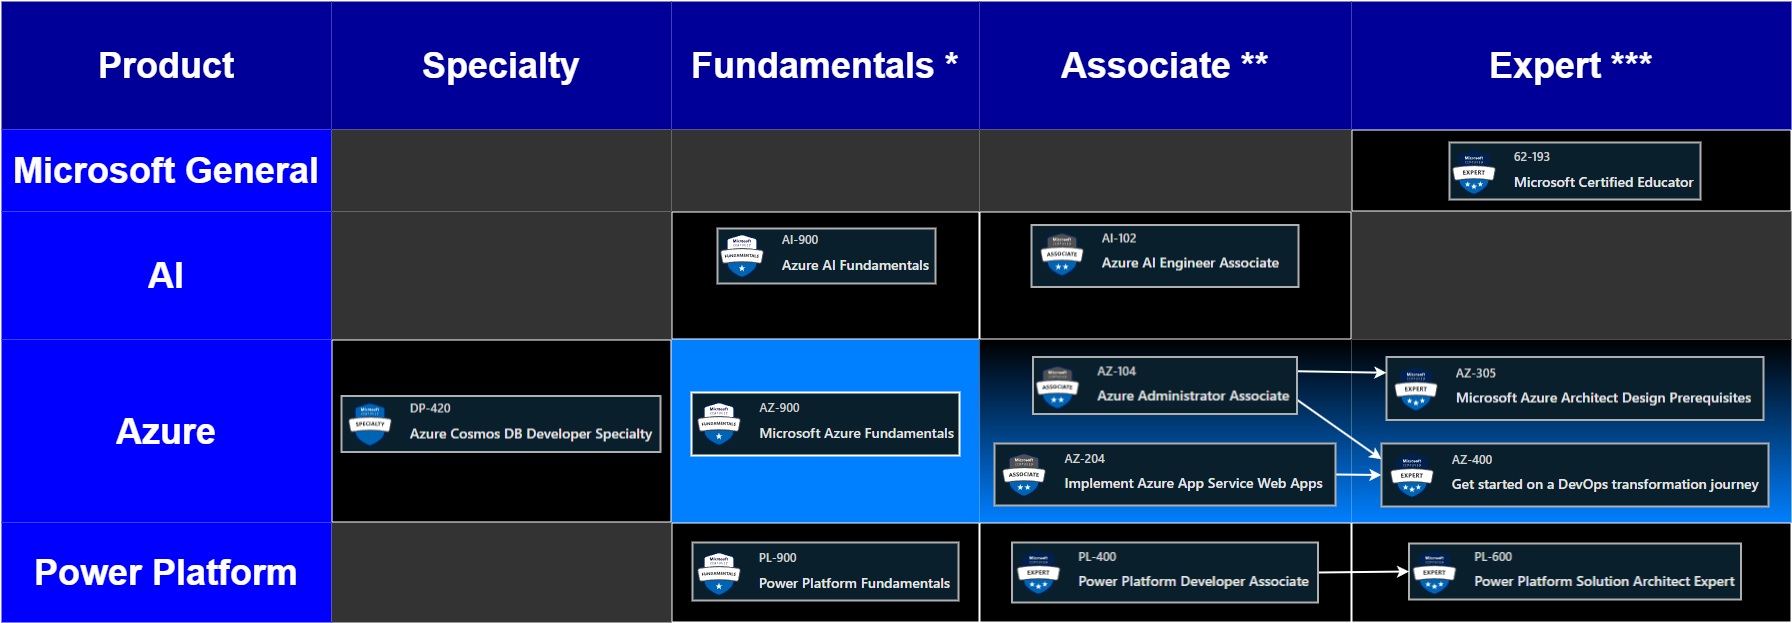 Product
Specialty
Fundamentals *
Associate **
Expert ***
Microsoft General
Microsoft
CERTIFIED
EXPERT
62-193
Microsoft Certified Educator
AI
Microsoft
CERTIFIED
FUNDAMENTALS
AI-900
Azure AI Fundamentals
Microsoft
CERTIFIED
ASSOCIATE
AI-102
Azure AI Engineer Associate
Azure
Microsoft
CERTIFIED
SPECIALTY
DP-420
Azure Cosmos DB Developer Specialty
Microsoft
CERTIFIED
FUNDAMENTALS
AZ-900
Microsoft Azure Fundamentals
Microsoft
CERTIFIED
ASSOCIATE
AZ-104
Azure Administrator Associate
Microsoft
CERTIFIED
EXPERT
AZ-305
Microsoft Azure Architect Design Prerequisites
Microsoft
CERTIFIED
ASSOCIATE
AZ-204
Implement Azure App Service Web Apps
Microsoft
CERTIFIED
EXPERT
AZ-400
Get started on a DevOps transformation journey
Power Platform
Microsoft
CERTIFIED
FUNDAMENTALS
PL-900
Power Platform Fundamentals
Microsoft
CERTIFIED
EXPERT
PL-400
Power Platform Developer Associate
Microsoft
CERTIFIED
EXPERT
PL-600
Power Platform Solution Architect Expert